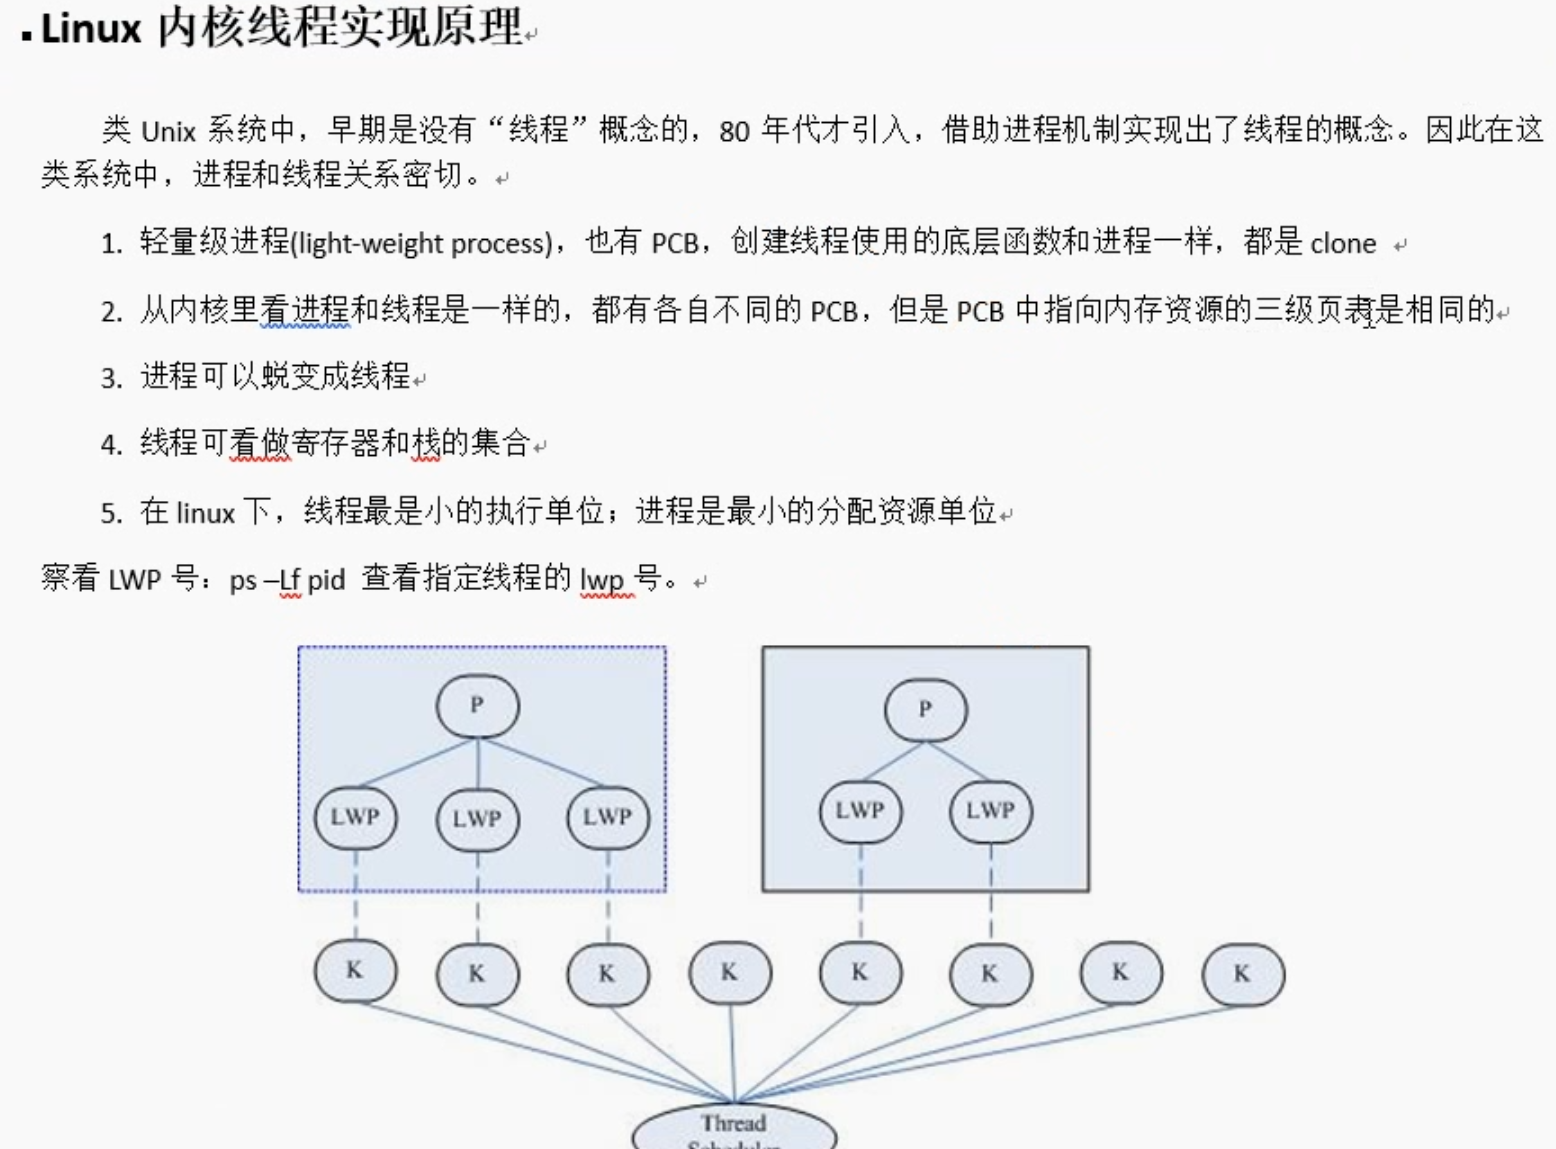 Linux 内核线程实现原理
类 Unix 系统中，早期是没有“线程”概念的，80 年代才引入，借助进程机制实现出了线程的概念。因此在这
类系统中，进程和线程关系密切。
1. 轻量级进程(light-weight process)，也有 PCB，创建线程使用的底层函数和进程一样，都是 clone
2. 从内核里看进程和线程是一样的，都有各自不同的 PCB，但是 PCB 中指向内存资源的三级页表是相同的
3. 进程可以蜕变成线程
4. 线程可看做寄存器和栈的集合
5. 在 linux 下，线程最是小的执行单位；进程是最小的分配资源单位
察看 LWP 号：ps –Lf pid 查看指定线程的 lwp 号。
P P
LWP LWP LWP LWP LWP
K K K K K K K K
Thread
Scheduler